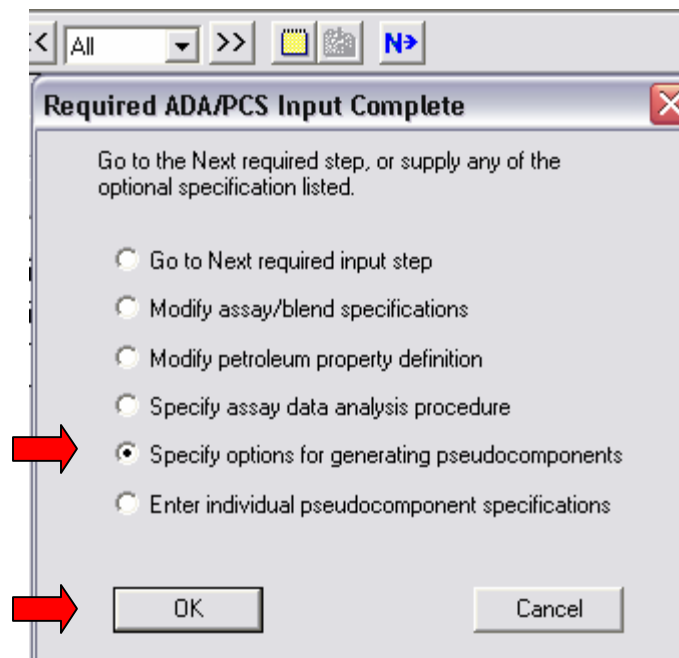 < All >> N
Required ADA/PCS Input Complete
Go to the Next required step, or supply any of the
optional specification listed.
Go to Next required input step
Modify assay/blend specifications
Modify petroleum property definition
Specify assay data analysis procedure
Specify options for generating pseudocomponents
Enter individual pseudocomponent specifications
OK Cancel